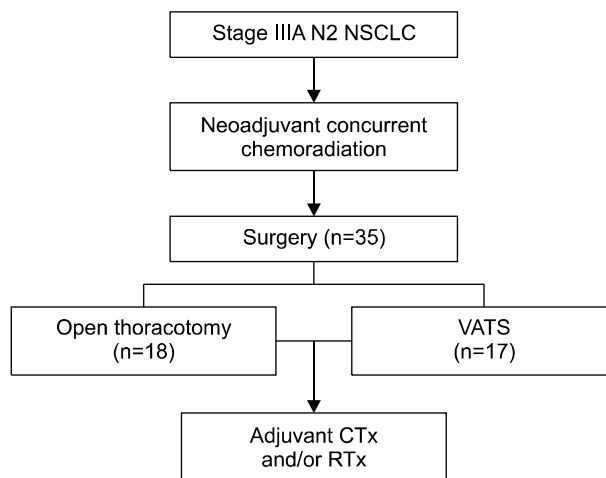 Stage IIIA N2 NSCLC
Neoadjuvant concurrent
chemoradiation
Surgery (n=35)
Open thoracotomy
(n=18)
VATS
(n=17)
Adjuvant CTx
and/or RTx